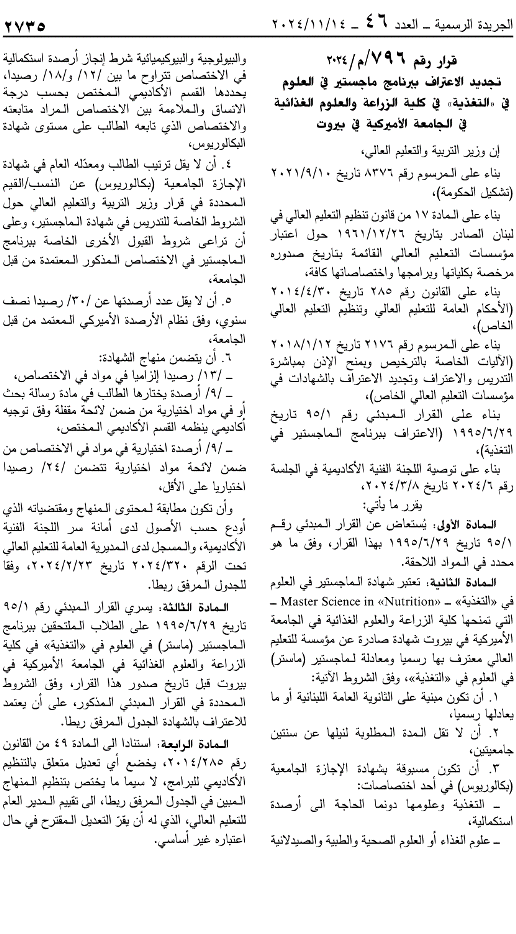 الجريدة الرسمية ــ العدد ٤٦ ــ ٢٠٢٤/١١/١٤
٢٧٣٥
قرار رقم ٧٩٦/م/٢٠٢٤
تجديد الاعتراف ببرنامج ماجستير في العلوم
في «التغذية» في كلية الزراعة والعلوم الغذائية
في الجامعة الأميركية في بيروت
إن وزير التربية والتعليم العالي،
بناء على المرسوم رقم ٨٣٧٦ تاريخ ٢٠٢١/٩/١٠
(تشكيل الحكومة)،
بناء على المادة ١٧ من قانون تنظيم التعليم العالي في
لبنان الصادر بتاريخ ١٩٦١/١٢/٢٦ حول اعتبار
مؤسسات التعليم العالي القائمة بتاريخ صدوره
مرخصة بكلياتها وبرامجها واختصاصاتها كافة،
بناء على القانون رقم ٢٨٥ تاريخ ٢٠١٤/٤/٣٠
(الأحكام العامة للتعليم العالي وتنظيم التعليم العالي
الخاص)،
بناء على المرسوم رقم ٢١٧٦ تاريخ ٢٠١٨/١/١٢
(الآليات الخاصة بالترخيص وبمنح الإذن بمباشرة
التدريس والاعتراف وتجديد الاعتراف بالشهادات في
مؤسسات التعليم العالي الخاص)،
بناء على القرار المبدئي رقم ٩٥/١ تاريخ
١٩٩٥/٦/٢٩ (الاعتراف ببرنامج الماجستير في
التغذية)،
بناء على توصية اللجنة الفنية الأكاديمية في الجلسة
رقم ٢٠٢٤/٦ تاريخ ٢٠٢٤/٣/٨،
يقرر ما يأتي:
المادة الأولى: يُستعاض عن القرار المبدئي رقم
٩٥/١ تاريخ ١٩٩٥/٦/٢٩ بهذا القرار، وفق ما هو
محدد في المواد اللاحقة.
المادة الثانية: تعتبر شهادة الماجستير في العلوم
في «التغذية» ــ «Master Science in «Nutrition ــ
التي تمنحها كلية الزراعة والعلوم الغذائية في الجامعة
الأميركية في بيروت شهادة صادرة عن مؤسسة للتعليم
العالي معترف بها رسميا ومعادلة لماجستير (ماستر)
في العلوم في «التغذية»، وفق الشروط الآتية:
١. أن تكون مبنية على الثانوية العامة اللبنانية أو ما
يعادلها رسميا،
٢. أن لا تقل المدة المطلوبة لنيلها عن سنتين
جامعيتين،
٣. أن تكون مسبوقة بشهادة الإجازة الجامعية
(بكالوريوس) في أحد اختصاصات:
ــ التغذية وعلومها دونما الحاجة الى أرصدة
استكمالية،
ــ علوم الغذاء أو العلوم الصحية والطبية والصيدلانية
والبيولوجية والبيوكيميائية شرط إنجاز أرصدة استكمالية
في الاختصاص تتراوح ما بين /١٢/ و/١٨/ رصيدا،
يحددها القسم الأكاديمي المختص بحسب درجة
الاتساق والملاءمة بين الاختصاص المراد متابعته
والاختصاص الذي تابعه الطالب على مستوى شهادة
البكالوريوس،
٤. أن لا يقل ترتيب الطالب ومعدّله العام في شهادة
الإجازة الجامعية (بكالوريوس) عن النسب/القيم
المحددة في قرار وزير التربية والتعليم العالي حول
الشروط الخاصة للتدريس في شهادة الماجستير، وعلى
أن تراعى شروط القبول الأخرى الخاصة ببرنامج
الماجستير في الاختصاص المذكور المعتمدة من قبل
الجامعة،
٥. أن لا يقل عدد أرصدتها عن /٣٠/ رصيدا نصف
سنوي، وفق نظام الأرصدة الأميركي المعتمد من قبل
الجامعة،
٦. أن يتضمن منهاج الشهادة:
ــ /١٣/ رصيدا إلزاميا في مواد في الاختصاص،
ــ /٩/ أرصدة يختارها الطالب في مادة رسالة بحث
أو في مواد اختيارية من ضمن لائحة مقفلة وفق توجيه
أكاديمي ينظمه القسم الأكاديمي المختص،
ــ /٩/ أرصدة اختيارية في مواد في الاختصاص من
ضمن لائحة مواد اختيارية تتضمن /٢٤/ رصيدا
اختياريا على الأقل،
وأن تكون مطابقة لمحتوى المنهاج ومقتضياته الذي
أودع حسب الأصول لدى أمانة سر اللجنة الفنية
الأكاديمية، والمسجل لدى المديرية العامة للتعليم العالي
تحت الرقم ٢٠٢٤/٣٢٠ تاريخ ٢٠٢٤/٢/٢٣، وفقا
للجدول المرفق ربطا.
المادة الثالثة: يسري القرار المبدئي رقم ٩٥/١
تاريخ ١٩٩٥/٦/٢٩ على الطلاب الملتحقين ببرنامج
الماجستير (ماستر) في العلوم في «التغذية» في كلية
الزراعة والعلوم الغذائية في الجامعة الأميركية في
بيروت قبل تاريخ صدور هذا القرار، وفق الشروط
المحددة في القرار المبدئي المذكور، على أن يعتمد
للاعتراف بالشهادة الجدول المرفق ربطا.
المادة الرابعة: استنادا الى المادة ٤٩ من القانون
رقم ٢٠١٤/٢٨٥، يخضع أي تعديل متعلق بالتنظيم
الأكاديمي للبرامج، لا سيما ما يختص بتنظيم المنهاج
المبين في الجدول المرفق ربطا، الى تقييم المدير العام
للتعليم العالي، الذي له أن يقرّ التعديل المقترح في حال
اعتباره غير أساسي.